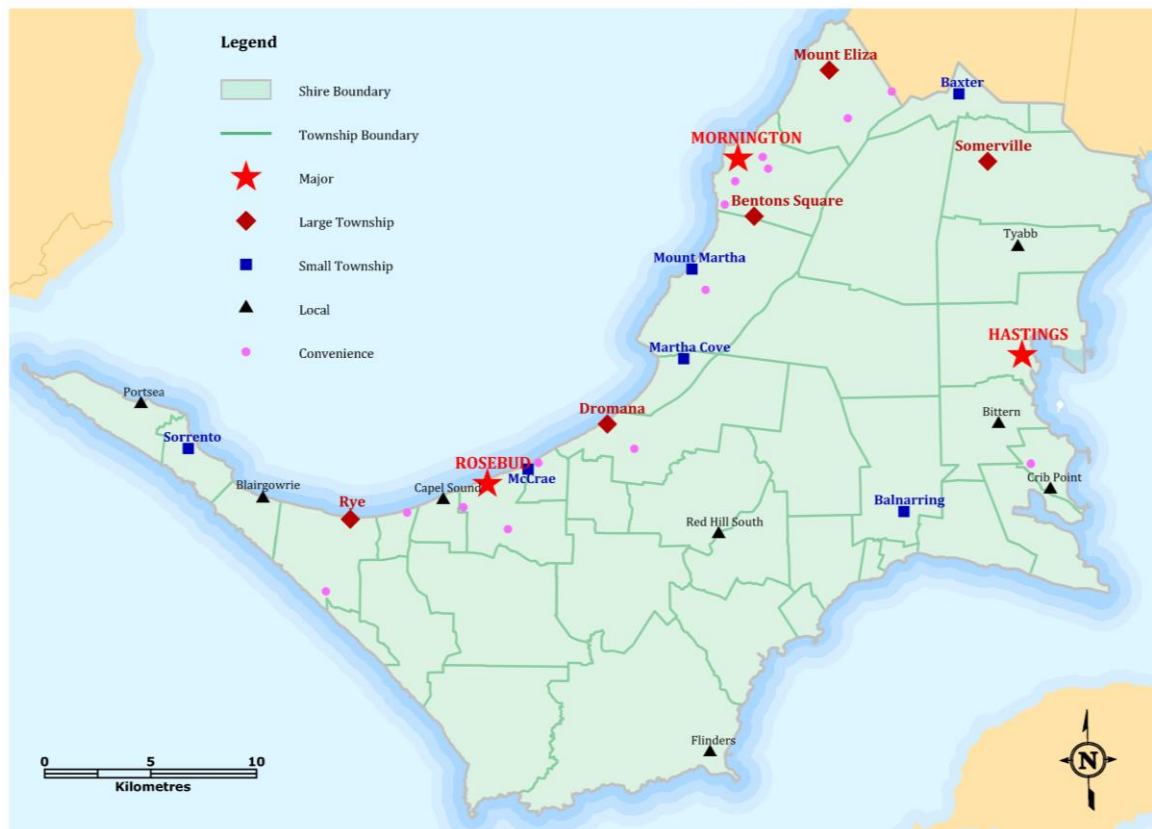 Legend
Shire Boundary
Township Boundary
Major
Large Township
Small Township
Local
Convenience
Mount Eliza
Baxter
MORNINGTON
Somerville
Bentons Square
Tyabb
Mount Martha
HASTINGS
Martha Cove
Portsea
Dromana
Bittern
Sorrento
ROSEBUD
McCrae
Blairgowrie
Capel Sound
Crib Point
Rye
Balnarring
Red Hill South
Flinders
0 5 10
Kilometres
N